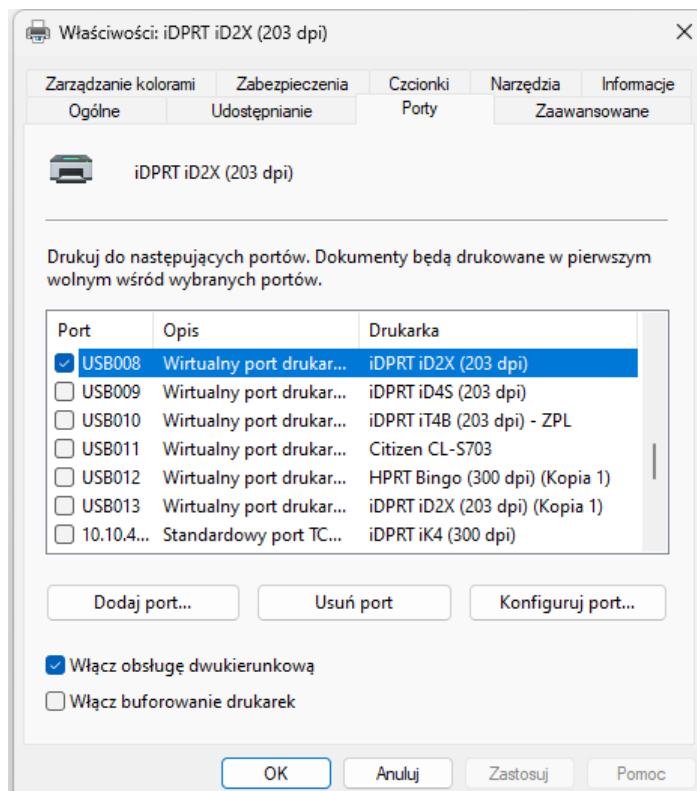 Właściwości: iDPRT iD2X (203 dpi)
Zarządzanie kolorami Zabezpieczenia Czcionki Narzędzia Informacje
Ogólne Udostępnianie Porty Zaawansowane
iDPRT iD2X (203 dpi)
Drukuj do następujących portów. Dokumenty będą drukowane w pierwszym
wolnym wśród wybranych portów.
Port Opis Drukarka
USB008 Wirtualny port drukar... iDPRT iD2X (203 dpi)
USB009 Wirtualny port drukar... iDPRT iD4S (203 dpi)
USB010 Wirtualny port drukar... iDPRT iT4B (203 dpi) - ZPL
USB011 Wirtualny port drukar... Citizen CL-S703
USB012 Wirtualny port drukar... HPRT Bingo (300 dpi) (Kopia 1)
USB013 Wirtualny port drukar... iDPRT iD2X (203 dpi) (Kopia 1)
10.10.4... Standardowy port TC... iDPRT iK4 (300 dpi)
Dodaj port... Usuń port Konfiguruj port...
Włącz obsługę dwukierunkową
Włącz buforowanie drukarek
OK Anuluj Zastosuj Pomoc